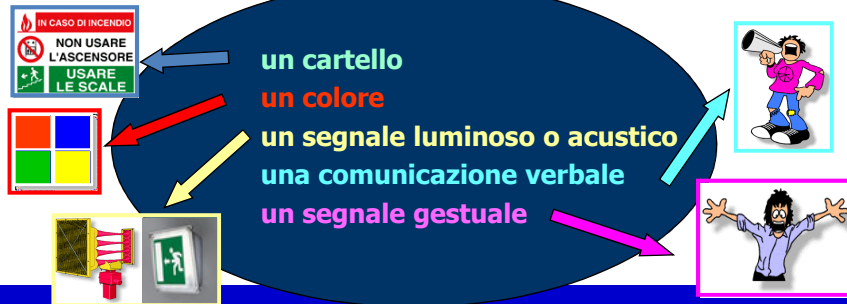 IN CASO DI INCENDIO
NON USARE
L'ASCENSORE
USARE
LE SCALE
un cartello
un colore
un segnale luminoso o acustico
una comunicazione verbale
un segnale gestuale